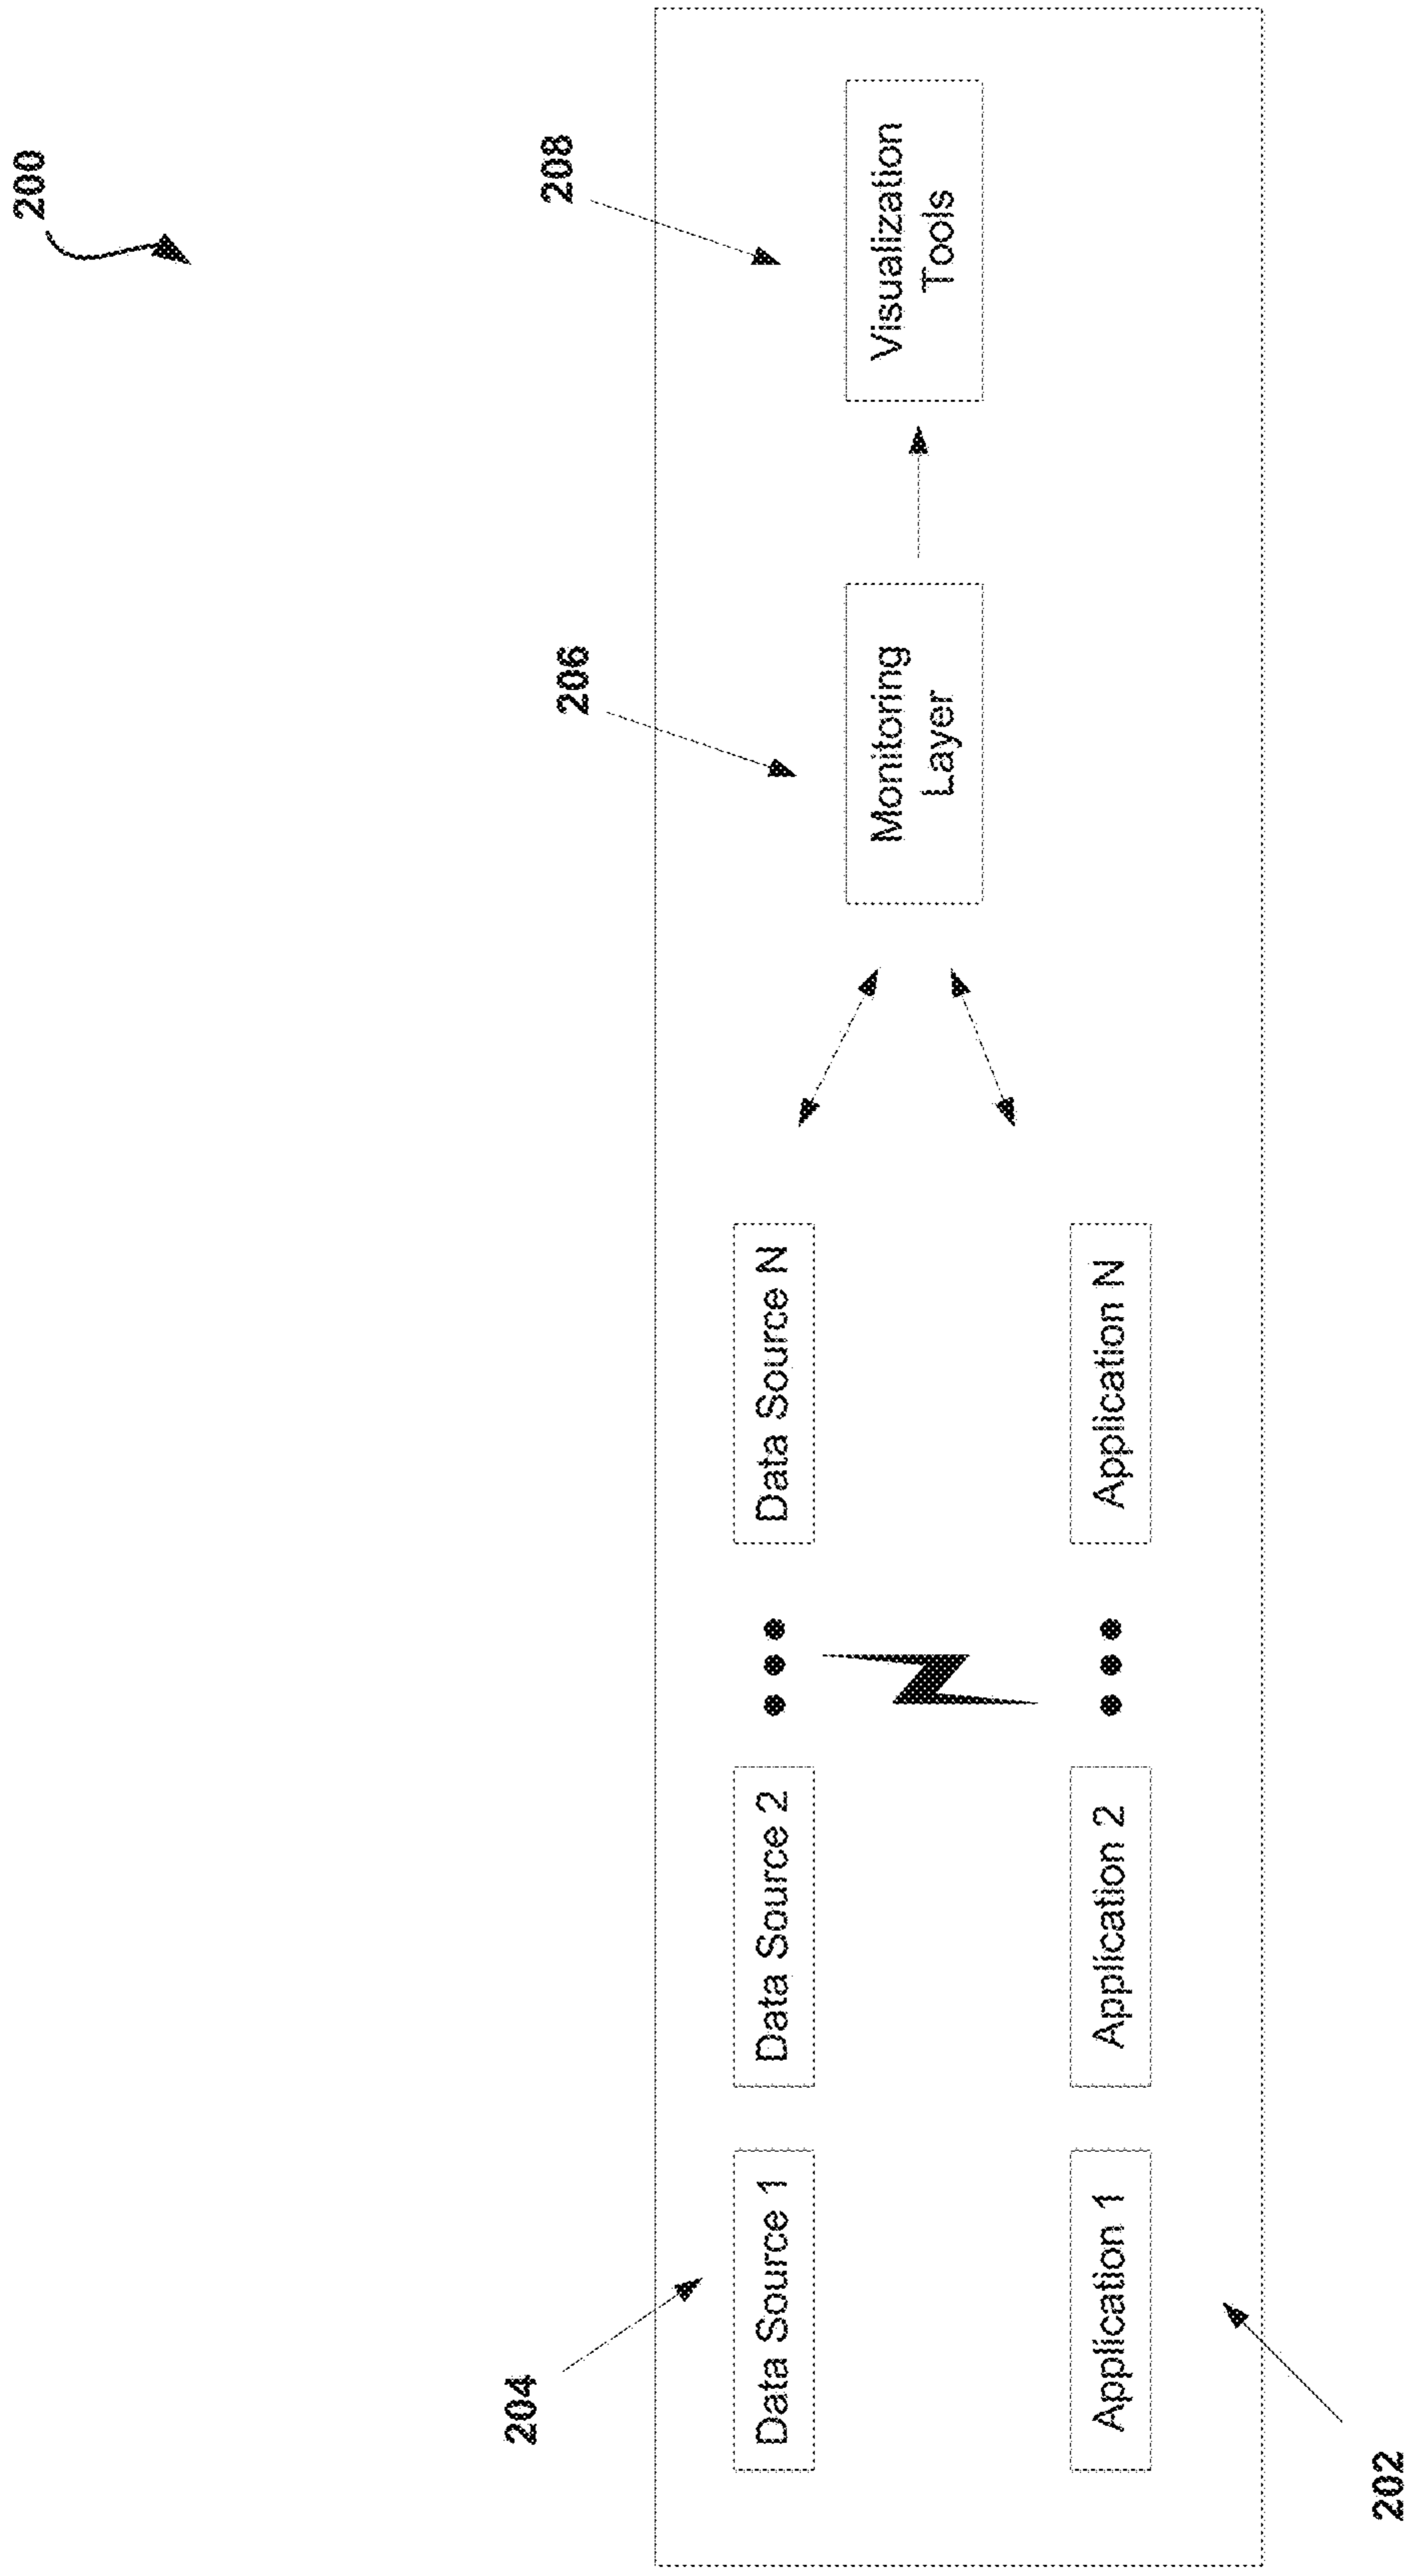 200
204
206
208
Data Source 1
Data Source 2
Data Source N
Monitoring
Layer
Visualization
Tools
Application 1
Application 2
Application N
202